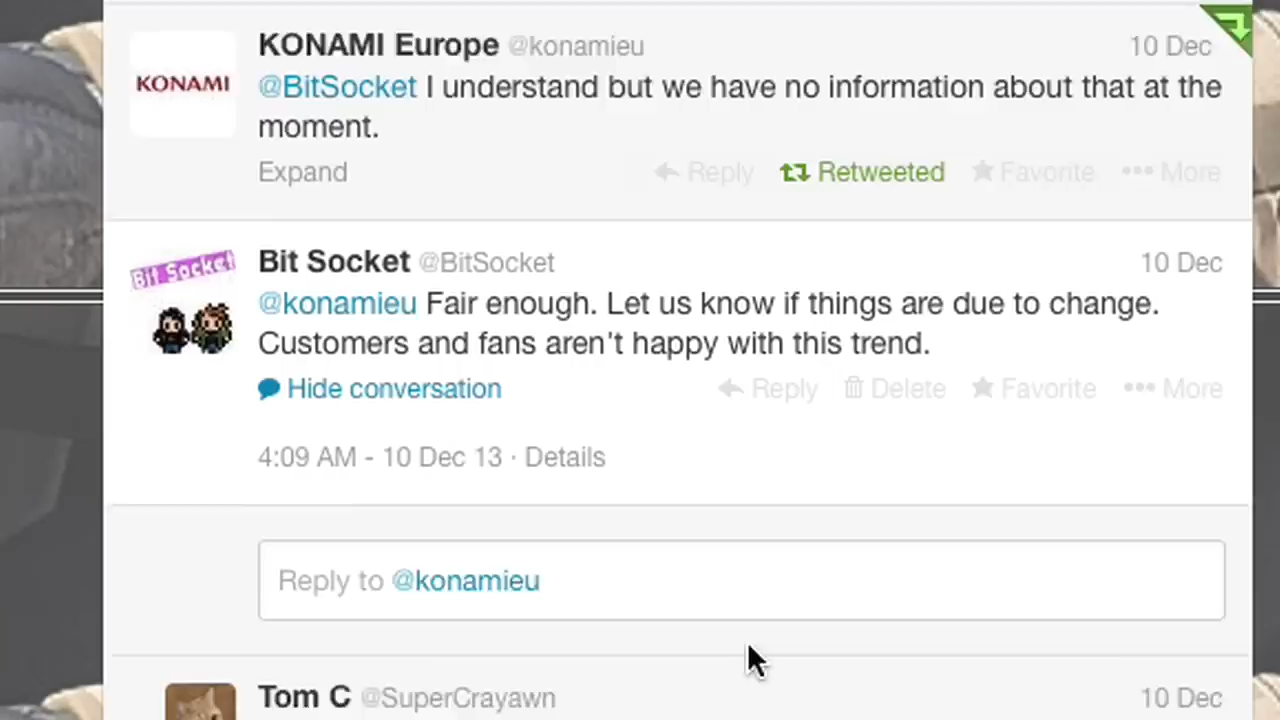 KONAMI Europe @konamieu 10 Dec
KONAMI
@BitSocket I understand but we have no information about that at the
moment.
Expand Reply Retweeted Favorite More
Bit Socket @BitSocket 10 Dec
Bit Socket
@konamieu Fair enough. Let us know if things are due to change.
Customers and fans aren't happy with this trend.
Hide conversation Reply Delete Favorite More
4:09 AM - 10 Dec 13 · Details
Reply to @konamieu
Tom C @SuperCrayawn 10 Dec